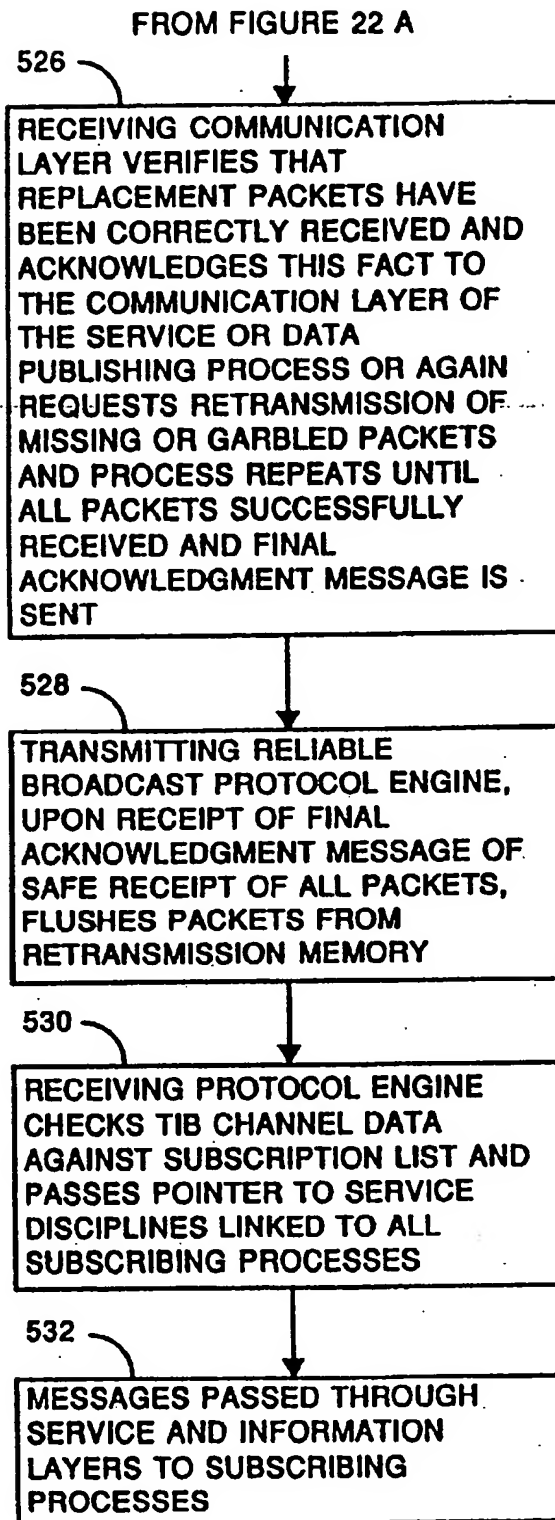 FROM FIGURE 22 A
526
RECEIVING COMMUNICATION
LAYER VERIFIES THAT
REPLACEMENT PACKETS HAVE
BEEN CORRECTLY RECEIVED AND
ACKNOWLEDGES THIS FACT TO
THE COMMUNICATION LAYER OF
THE SERVICE OR DATA
PUBLISHING PROCESS OR AGAIN
REQUESTS RETRANSMISSION OF
MISSING OR GARBLED PACKETS
AND PROCESS REPEATS UNTIL
ALL PACKETS SUCCESSFULLY
RECEIVED AND FINAL
ACKNOWLEDGMENT MESSAGE IS
SENT
528
TRANSMITTING RELIABLE
BROADCAST PROTOCOL ENGINE,
UPON RECEIPT OF FINAL
ACKNOWLEDGMENT MESSAGE OF
SAFE RECEIPT OF ALL PACKETS,
FLUSHES PACKETS FROM
RETRANSMISSION MEMORY
530
RECEIVING PROTOCOL ENGINE
CHECKS TIB CHANNEL DATA
AGAINST SUBSCRIPTION LIST AND
PASSES POINTER TO SERVICE
DISCIPLINES LINKED TO ALL
SUBSCRIBING PROCESSES
532
MESSAGES PASSED THROUGH
SERVICE AND INFORMATION
LAYERS TO SUBSCRIBING
PROCESSES